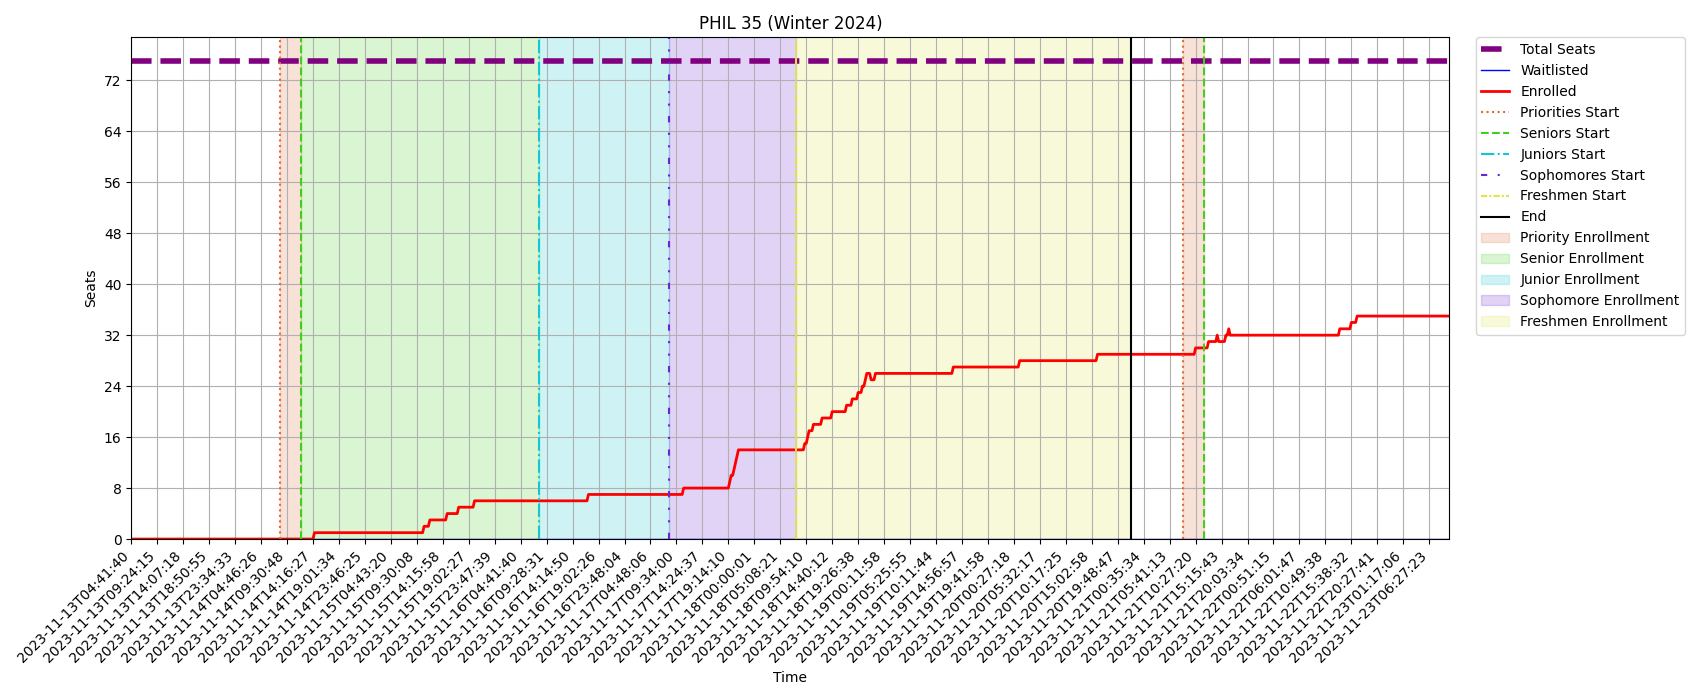 PHIL 35 (Winter 2024)
Seats
72
64
56
48
40
32
24
16
8
0
2023-11-13T04:41:40
2023-11-13T09:24:15
2023-11-13T14:07:18
2023-11-13T18:50:55
2023-11-13T23:34:33
2023-11-14T04:46:26
2023-11-14T09:30:48
2023-11-14T14:16:27
2023-11-14T19:01:34
2023-11-14T23:46:25
2023-11-15T04:43:20
2023-11-15T09:30:08
2023-11-15T14:15:58
2023-11-15T19:02:27
2023-11-15T23:47:39
2023-11-16T04:41:40
2023-11-16T09:28:31
2023-11-16T14:14:50
2023-11-16T19:02:26
2023-11-16T23:48:04
2023-11-17T04:48:06
2023-11-17T09:34:00
2023-11-17T14:24:37
2023-11-17T19:14:10
2023-11-18T00:00:01
2023-11-18T05:08:21
2023-11-18T09:54:10
2023-11-18T14:40:12
2023-11-18T19:26:38
2023-11-19T00:11:58
2023-11-19T05:25:55
2023-11-19T10:11:44
2023-11-19T14:56:57
2023-11-19T19:41:58
2023-11-20T00:27:18
2023-11-20T05:32:17
2023-11-20T10:17:25
2023-11-20T15:02:58
2023-11-20T19:48:47
2023-11-21T00:35:34
2023-11-21T05:41:13
2023-11-21T10:27:20
2023-11-21T15:15:43
2023-11-21T20:03:34
2023-11-22T00:51:15
2023-11-22T06:01:47
2023-11-22T10:49:38
2023-11-22T15:38:32
2023-11-22T20:27:41
2023-11-23T01:17:06
2023-11-23T06:27:23
Time
Total Seats
Waitlisted
Enrolled
Priorities Start
Seniors Start
Juniors Start
Sophomores Start
Freshmen Start
End
Priority Enrollment
Senior Enrollment
Junior Enrollment
Sophomore Enrollment
Freshmen Enrollment